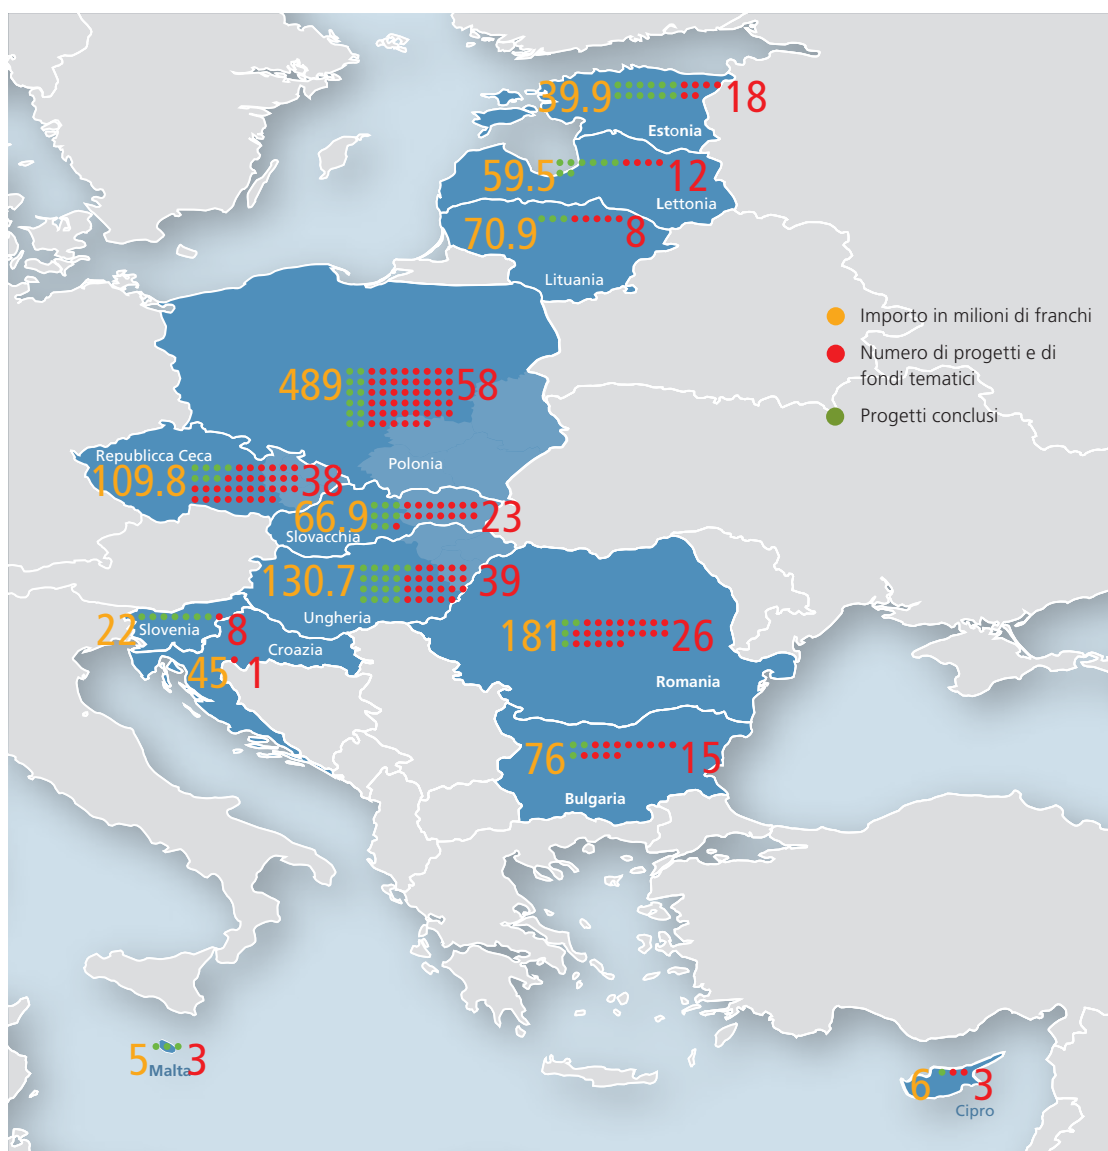 39.9 18
Estonia
59.5 12
Lettonia
70.9 8
Lituania
Importo in milioni di franchi
Numero di progetti e di
fondi tematici
Progetti conclusi
489 58
Polonia
Republicca Ceca
109.8 38
66.9 23
Slovacchia
130.7 39
Ungheria
22 Slovenia 8
Croazia
45 1
181 26
Romania
76 15
Bulgaria
5 3
Malta
6 3
Cipro